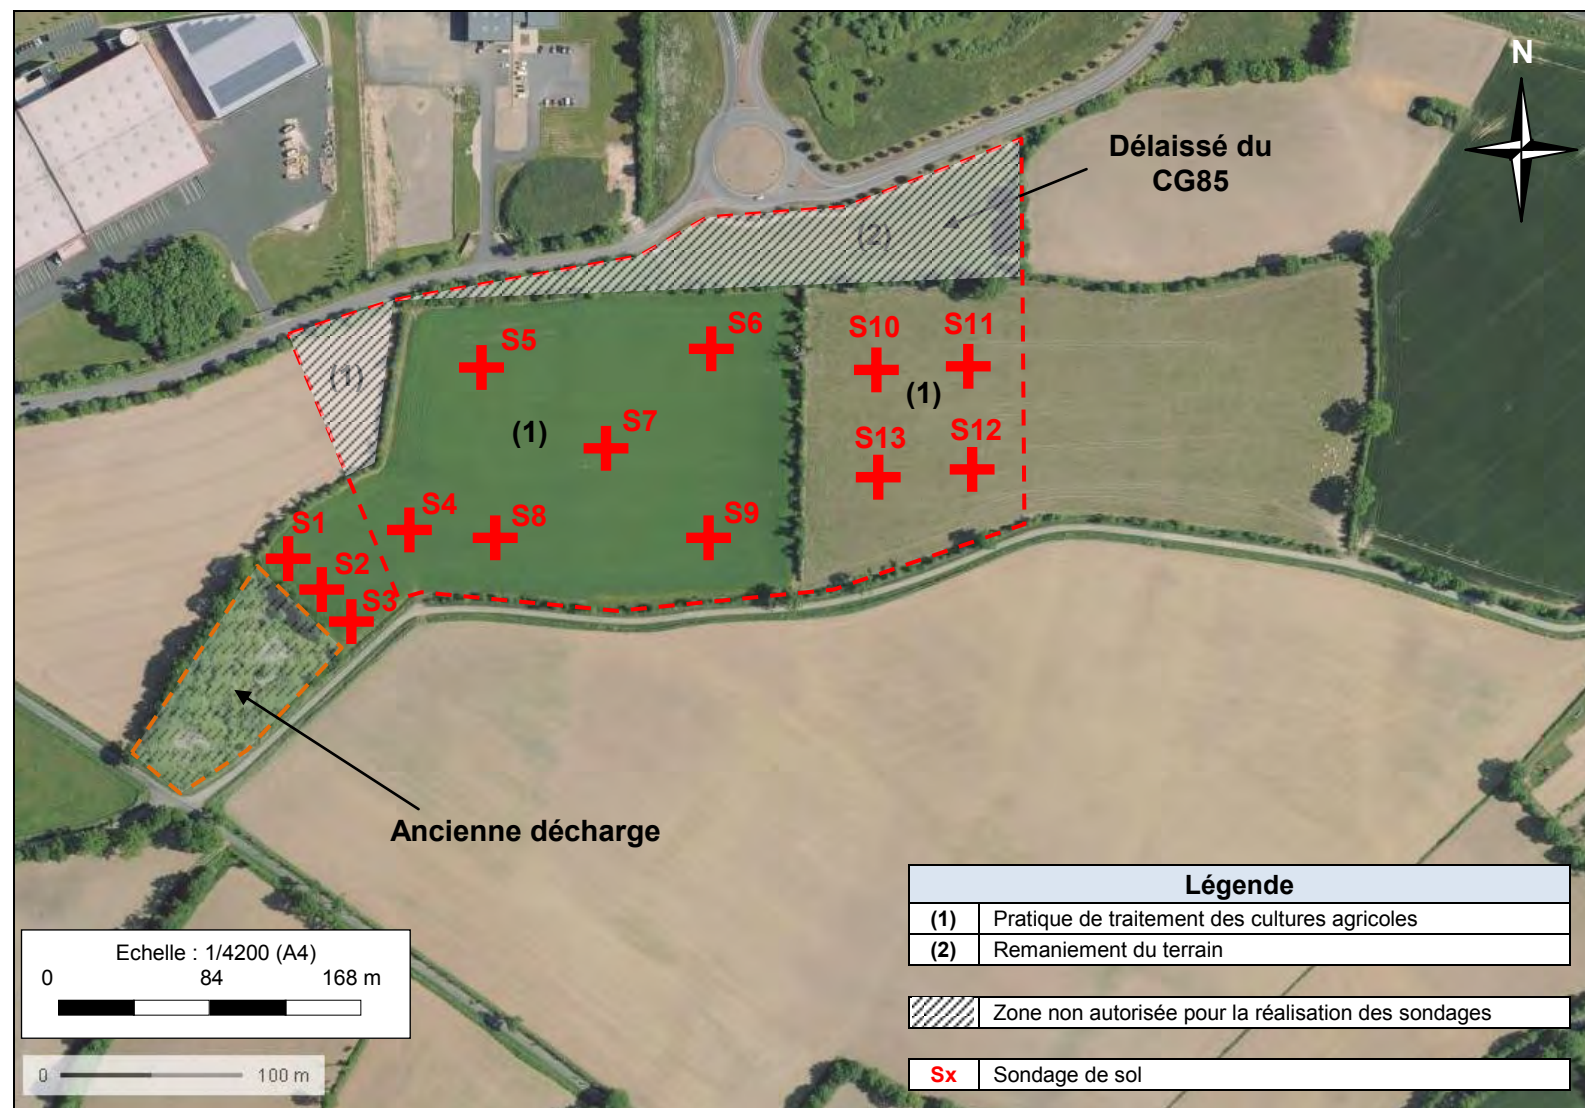 N
Délaissé du
CG85
(2)
(1)
S5
S6
S10
S11
(1)
(1)
S7
S13
S12
S4
S8
S9
S1
S2
S3
Ancienne décharge
Légende
(1) Pratique de traitement des cultures agricoles
(2) Remaniement du terrain
Zone non autorisée pour la réalisation des sondages
Sx Sondage de sol
Echelle : 1/4200 (A4)
0 84 168 m
0 100 m